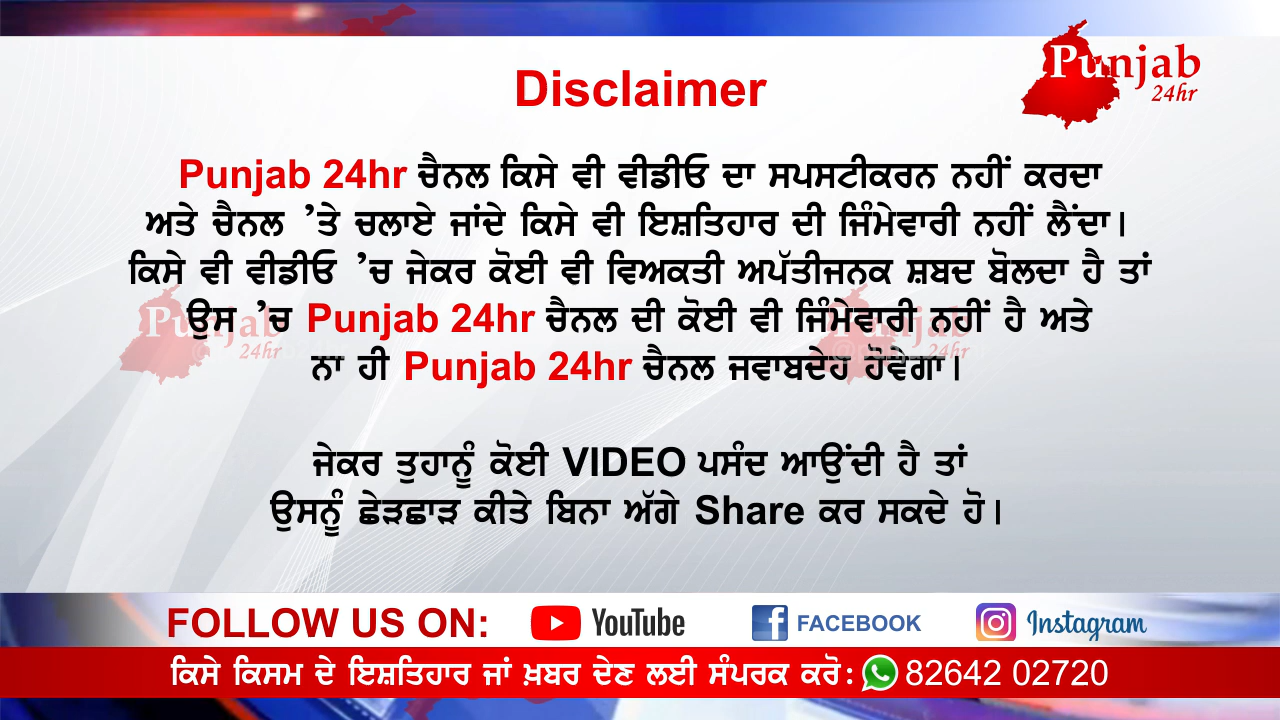 Punjab
24hr
Disclaimer
Punjab 24hr ਚੈਨਲ ਕਿਸੇ ਵੀ ਵੀਡੀਓ ਦਾ ਸਪਸਟੀਕਰਨ ਨਹੀਂ ਕਰਦਾ
ਅਤੇ ਚੈਨਲ ’ਤੇ ਚਲਾਏ ਜਾਂਦੇ ਕਿਸੇ ਵੀ ਇਸ਼ਤਿਹਾਰ ਦੀ ਜਿੰਮੇਵਾਰੀ ਨਹੀਂ ਲੈਂਦਾ।
ਕਿਸੇ ਵੀ ਵੀਡੀਓ ’ਚ ਜੇਕਰ ਕੋਈ ਵੀ ਵਿਅਕਤੀ ਅਪੱਤੀਜਨਕ ਸ਼ਬਦ ਬੋਲਦਾ ਹੈ ਤਾਂ
ਉਸ ’ਚ Punjab 24hr ਚੈਨਲ ਦੀ ਕੋਈ ਵੀ ਜਿੰਮੇਵਾਰੀ ਨਹੀਂ ਹੈ ਅਤੇ
ਨਾ ਹੀ Punjab 24hr ਚੈਨਲ ਜਵਾਬਦੇਹ ਹੋਵੇਗਾ।
ਜੇਕਰ ਤੁਹਾਨੂੰ ਕੋਈ VIDEO ਪਸੰਦ ਆਉਂਦੀ ਹੈ ਤਾਂ
ਉਸਨੂੰ ਛੇੜਛਾੜ ਕੀਤੇ ਬਿਨਾ ਅੱਗੇ Share ਕਰ ਸਕਦੇ ਹੋ।
FOLLOW US ON: YouTube FACEBOOK Instagram
ਕਿਸੇ ਕਿਸਮ ਦੇ ਇਸ਼ਤਿਹਾਰ ਜਾਂ ਖ਼ਬਰ ਦੇਣ ਲਈ ਸੰਪਰਕ ਕਰੋ: 82642 02720